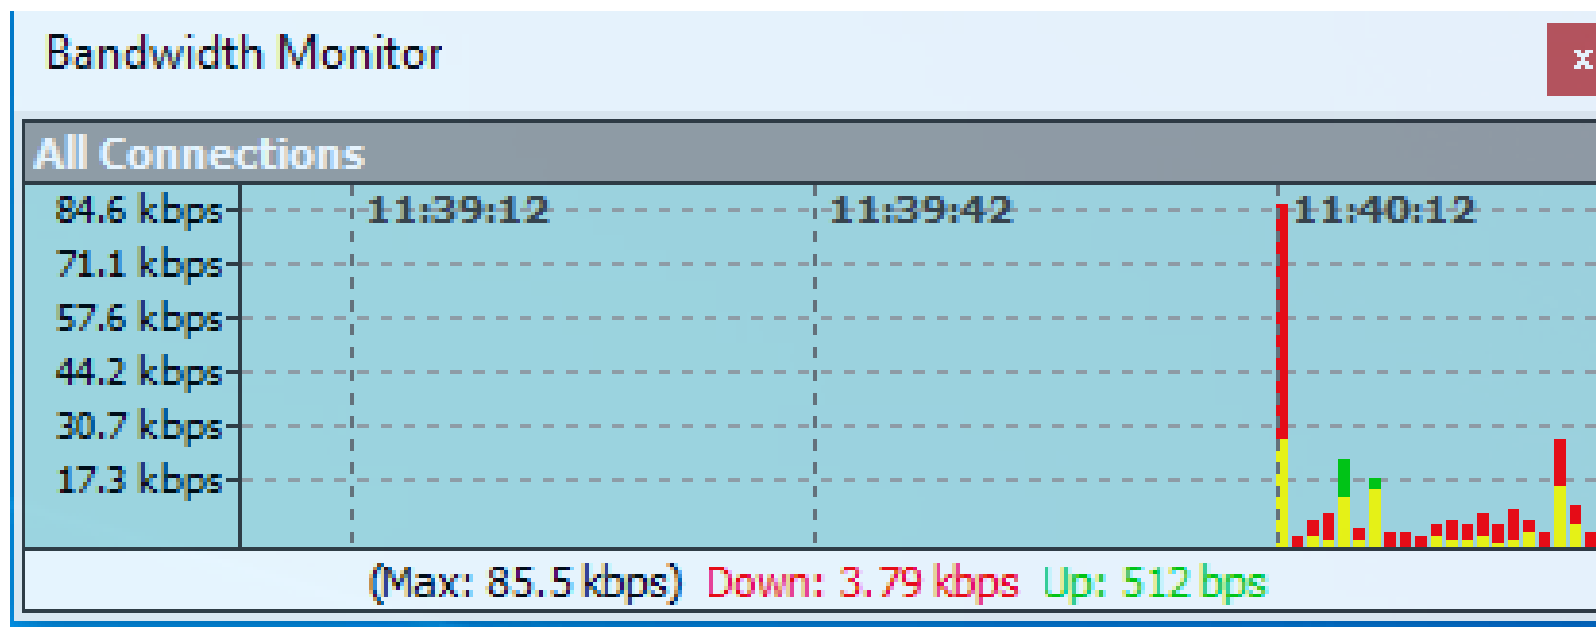 Bandwidth Monitor
x
All Connections
84.6 kbps
11:39:12
11:39:42
11:40:12
71.1 kbps
57.6 kbps
44.2 kbps
30.7 kbps
17.3 kbps
(Max: 85.5 kbps) Down: 3.79 kbps Up: 512 bps